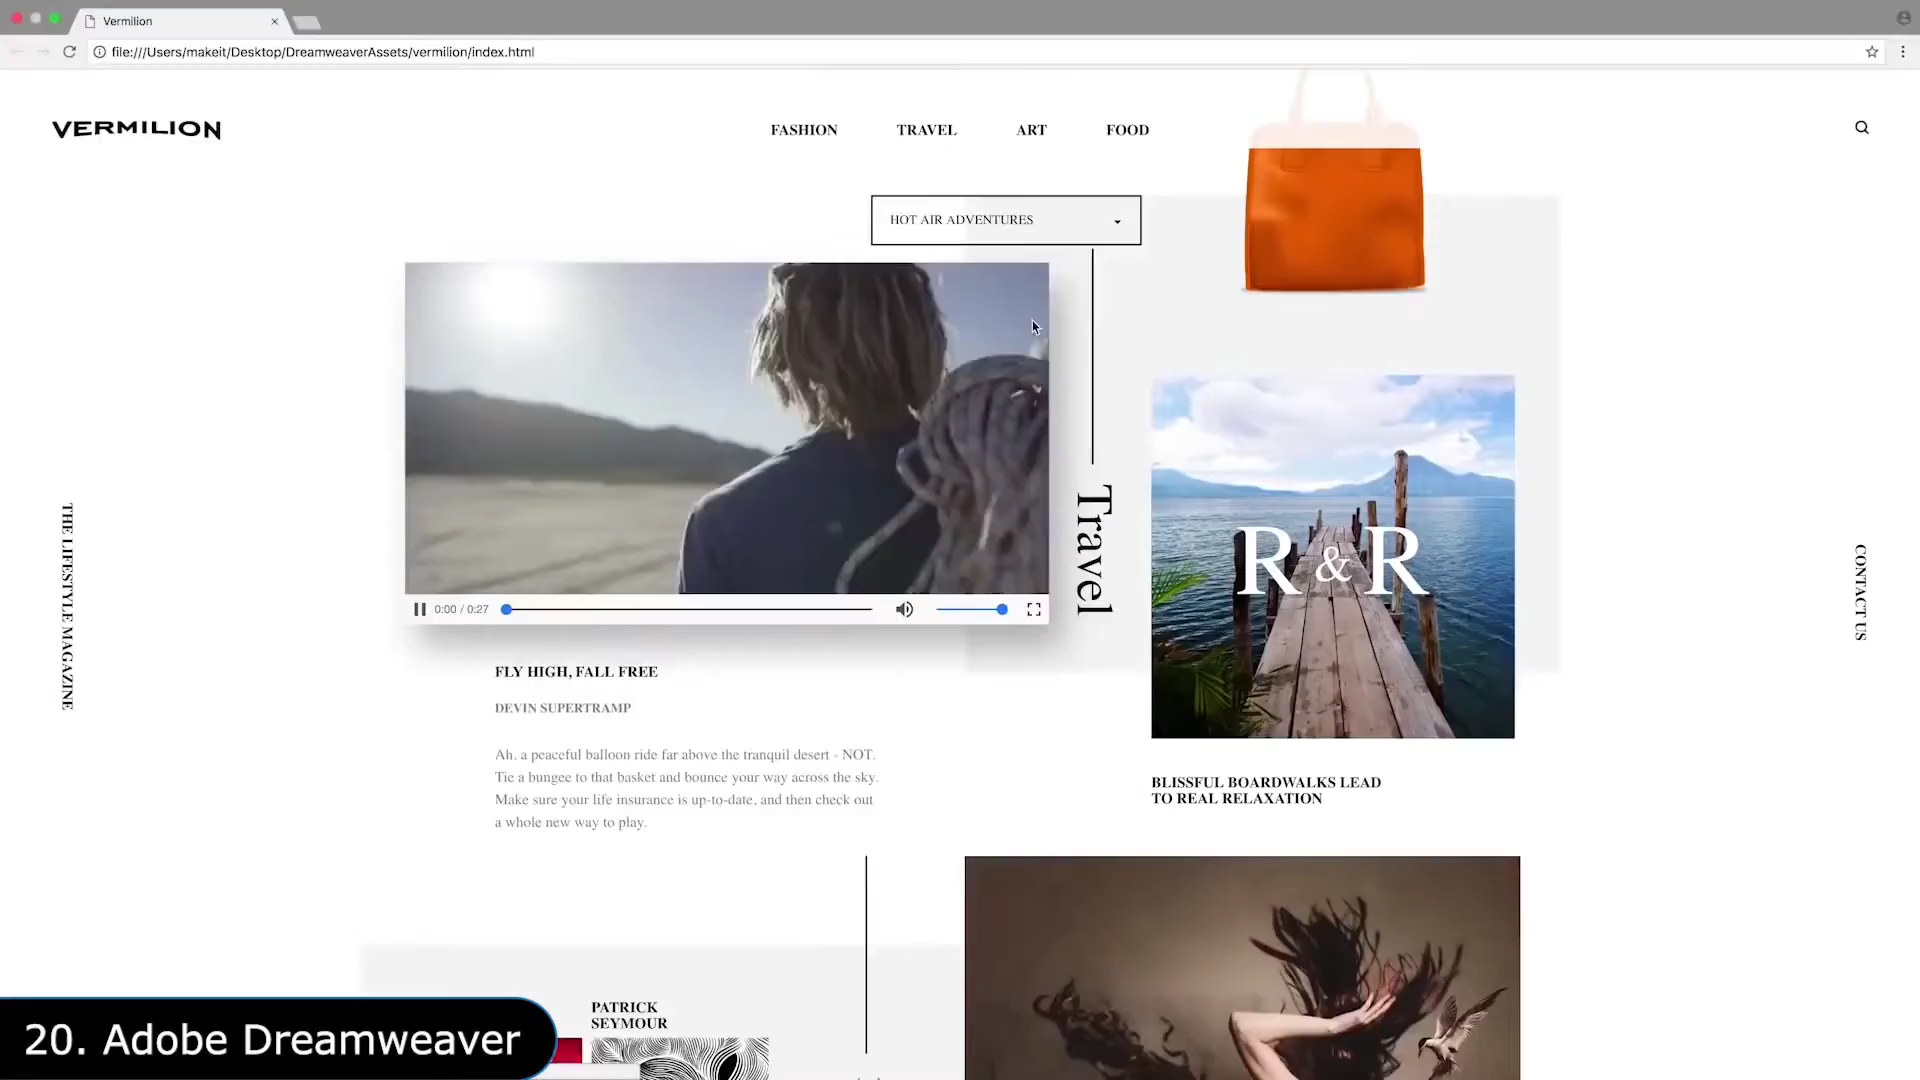 Vermilion
file:///Users/makeit/Desktop/DreamweaverAssets/vermilion/index.html
VERMILION
FASHION
TRAVEL
ART
FOOD
HOT AIR ADVENTURES
0:00 / 0:27
Travel
R & R
THE LIFESTYLE MAGAZINE
CONTACT US
FLY HIGH, FALL FREE
DEVIN SUPERTRAMP
Ah, a peaceful balloon ride far above the tranquil desert - NOT.
Tie a bungee to that basket and bounce your way across the sky.
Make sure your life insurance is up-to-date, and then check out
a whole new way to play.
BLISSFUL BOARDWALKS LEAD
TO REAL RELAXATION
PATRICK
SEYMOUR
20. Adobe Dreamweaver